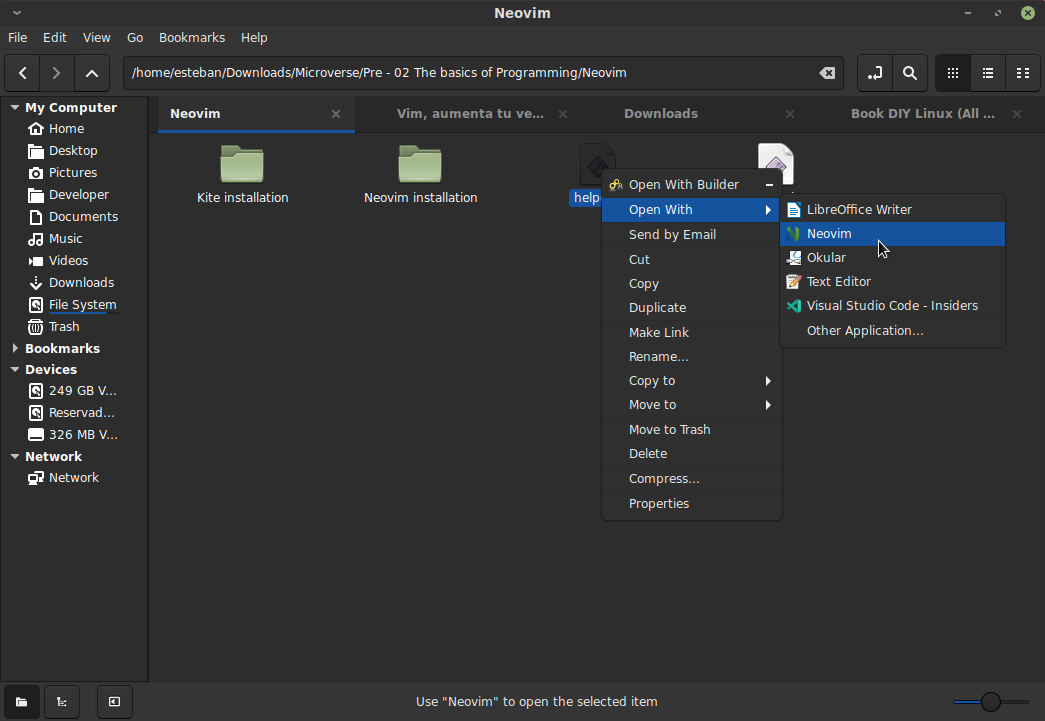 Neovim
File Edit View Go Bookmarks Help
/home/esteban/Downloads/Microverse/Pre - 02 The basics of Programming/Neovim
My Computer
Home
Desktop
Pictures
Developer
Documents
Music
Videos
Downloads
File System
Trash
Bookmarks
Devices
249 GB V...
Reservad...
326 MB V...
Network
Network
Neovim
Vim, aumenta tu ve...
Downloads
Book DIY Linux (All ...
Kite installation
Neovim installation
help
Open With Builder
Open With
Send by Email
Cut
Copy
Duplicate
Make Link
Rename...
Copy to
Move to
Move to Trash
Delete
Compress...
Properties
LibreOffice Writer
Neovim
Okular
Text Editor
Visual Studio Code - Insiders
Other Application...
Use "Neovim" to open the selected item